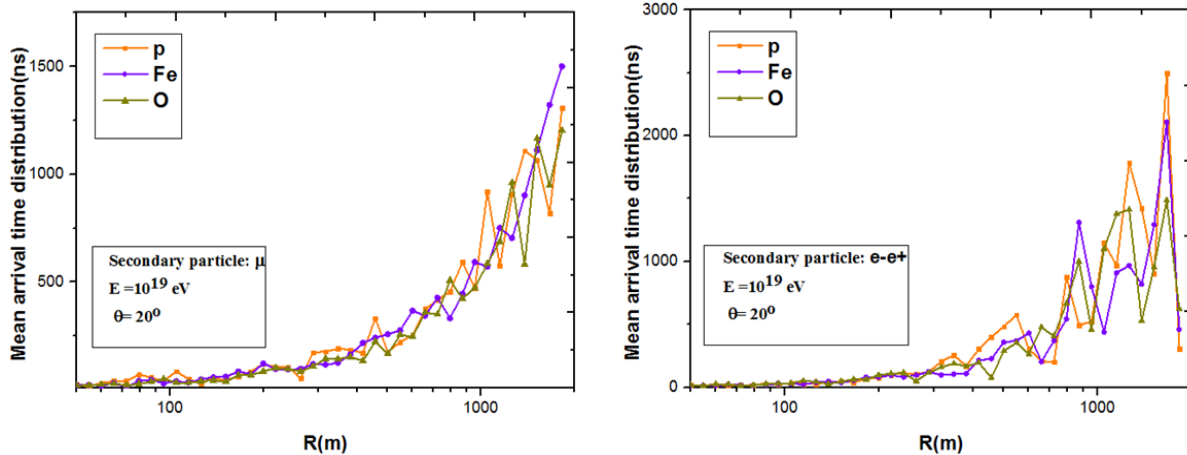 Mean arrival time distribution(ns)
1500
1000
500
p
Fe
O
Secondary particle: μ
E =10¹⁹ eV
θ= 20⁰
100
1000
R(m)
Mean arrival time distribution(ns)
3000
2000
1000
0
p
Fe
O
Secondary particle: e-e+
E =10¹⁹ eV
θ= 20⁰
100
1000
R(m)